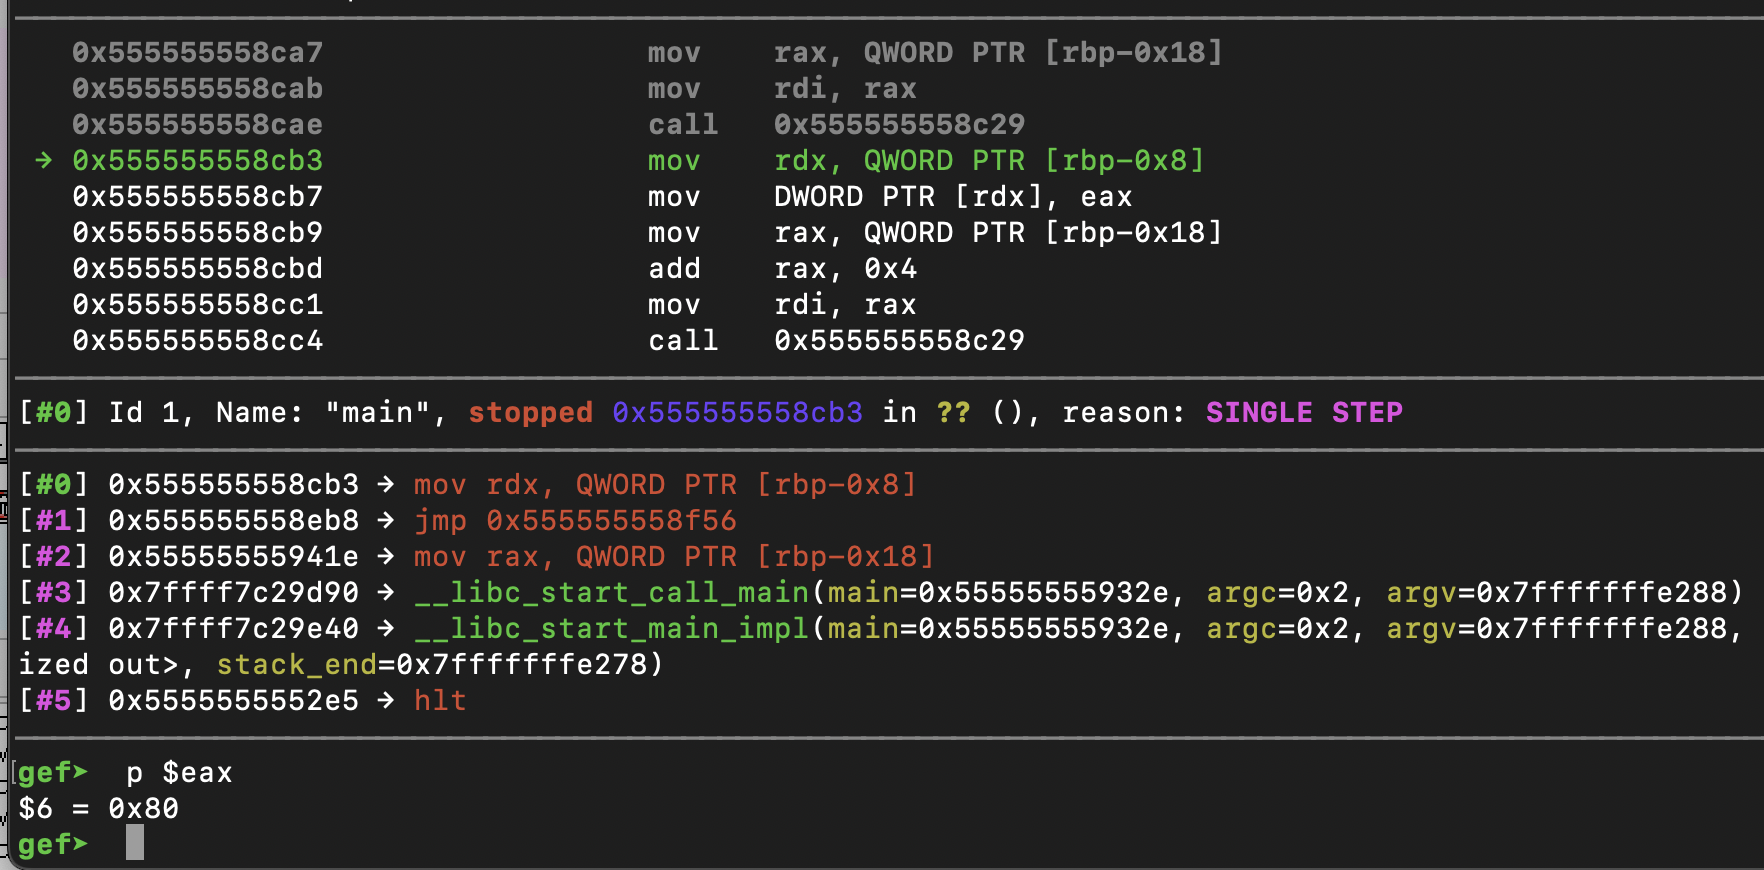 0x555555558ca7 mov rax, QWORD PTR [rbp-0x18]
0x555555558cab mov rdi, rax
0x555555558cae call 0x555555558c29
→ 0x555555558cb3 mov rdx, QWORD PTR [rbp-0x8]
0x555555558cb7 mov DWORD PTR [rdx], eax
0x555555558cb9 mov rax, QWORD PTR [rbp-0x18]
0x555555558cbd add rax, 0x4
0x555555558cc1 mov rdi, rax
0x555555558cc4 call 0x555555558c29
[#0] Id 1, Name: "main", stopped 0x555555558cb3 in ?? (), reason: SINGLE STEP
[#0] 0x555555558cb3 → mov rdx, QWORD PTR [rbp-0x8]
[#1] 0x555555558eb8 → jmp 0x555555558f56
[#2] 0x55555555941e → mov rax, QWORD PTR [rbp-0x18]
[#3] 0x7ffff7c29d90 → __libc_start_call_main(main=0x55555555932e, argc=0x2, argv=0x7fffffffe288)
[#4] 0x7ffff7c29e40 → __libc_start_main_impl(main=0x55555555932e, argc=0x2, argv=0x7fffffffe288,
ized out>, stack_end=0x7fffffffe278)
[#5] 0x5555555552e5 → hlt
gef➤ p $eax
$6 = 0x80
gef➤